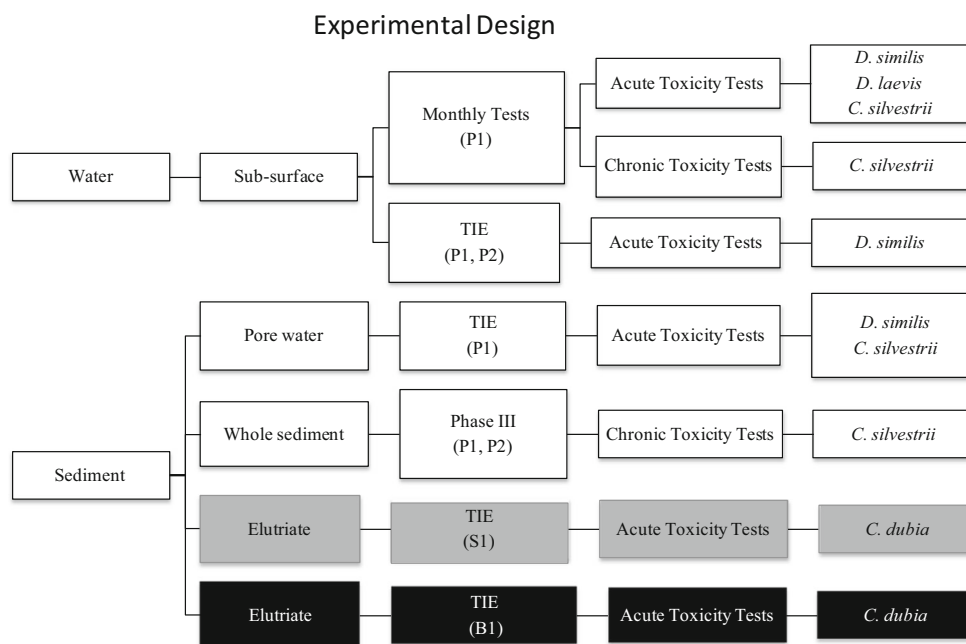 Experimental Design
Water
Sub-surface
Monthly Tests
(P1)
Acute Toxicity Tests
D. similis
D. laevis
C. silvestrii
Chronic Toxicity Tests
C. silvestrii
TIE
(P1, P2)
Acute Toxicity Tests
D. similis
Sediment
Pore water
TIE
(P1)
Acute Toxicity Tests
D. similis
C. silvestrii
Whole sediment
Phase III
(P1, P2)
Chronic Toxicity Tests
C. silvestrii
Elutriate
TIE
(S1)
Acute Toxicity Tests
C. dubia
Elutriate
TIE
(B1)
Acute Toxicity Tests
C. dubia